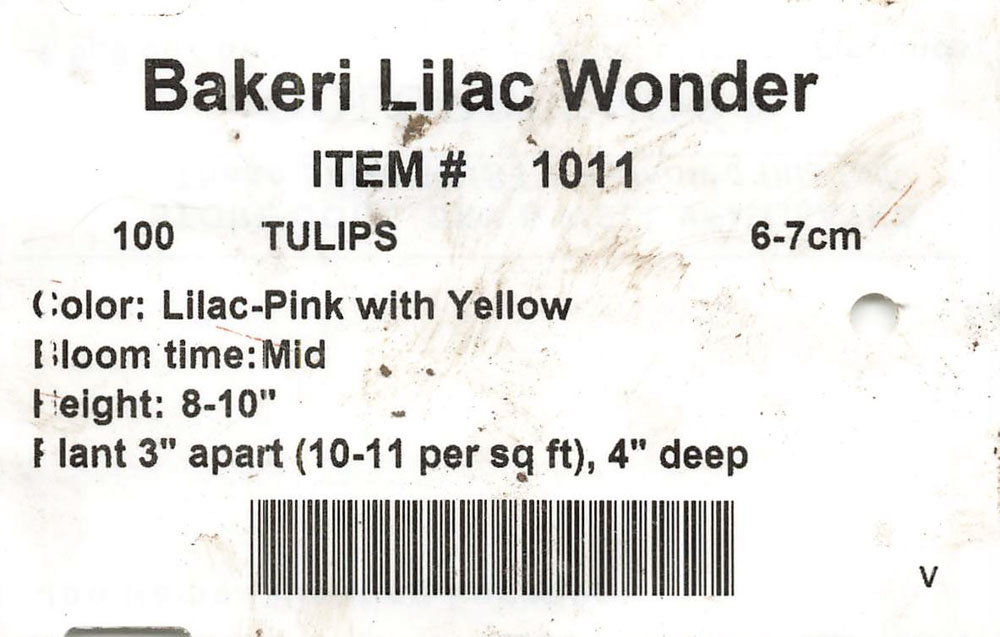 Bakeri Lilac Wonder
ITEM # 1011
100 TULIPS 6-7cm
Color: Lilac-Pink with Yellow
Bloom time: Mid
Height: 8-10"
Plant 3" apart (10-11 per sq ft), 4" deep
V